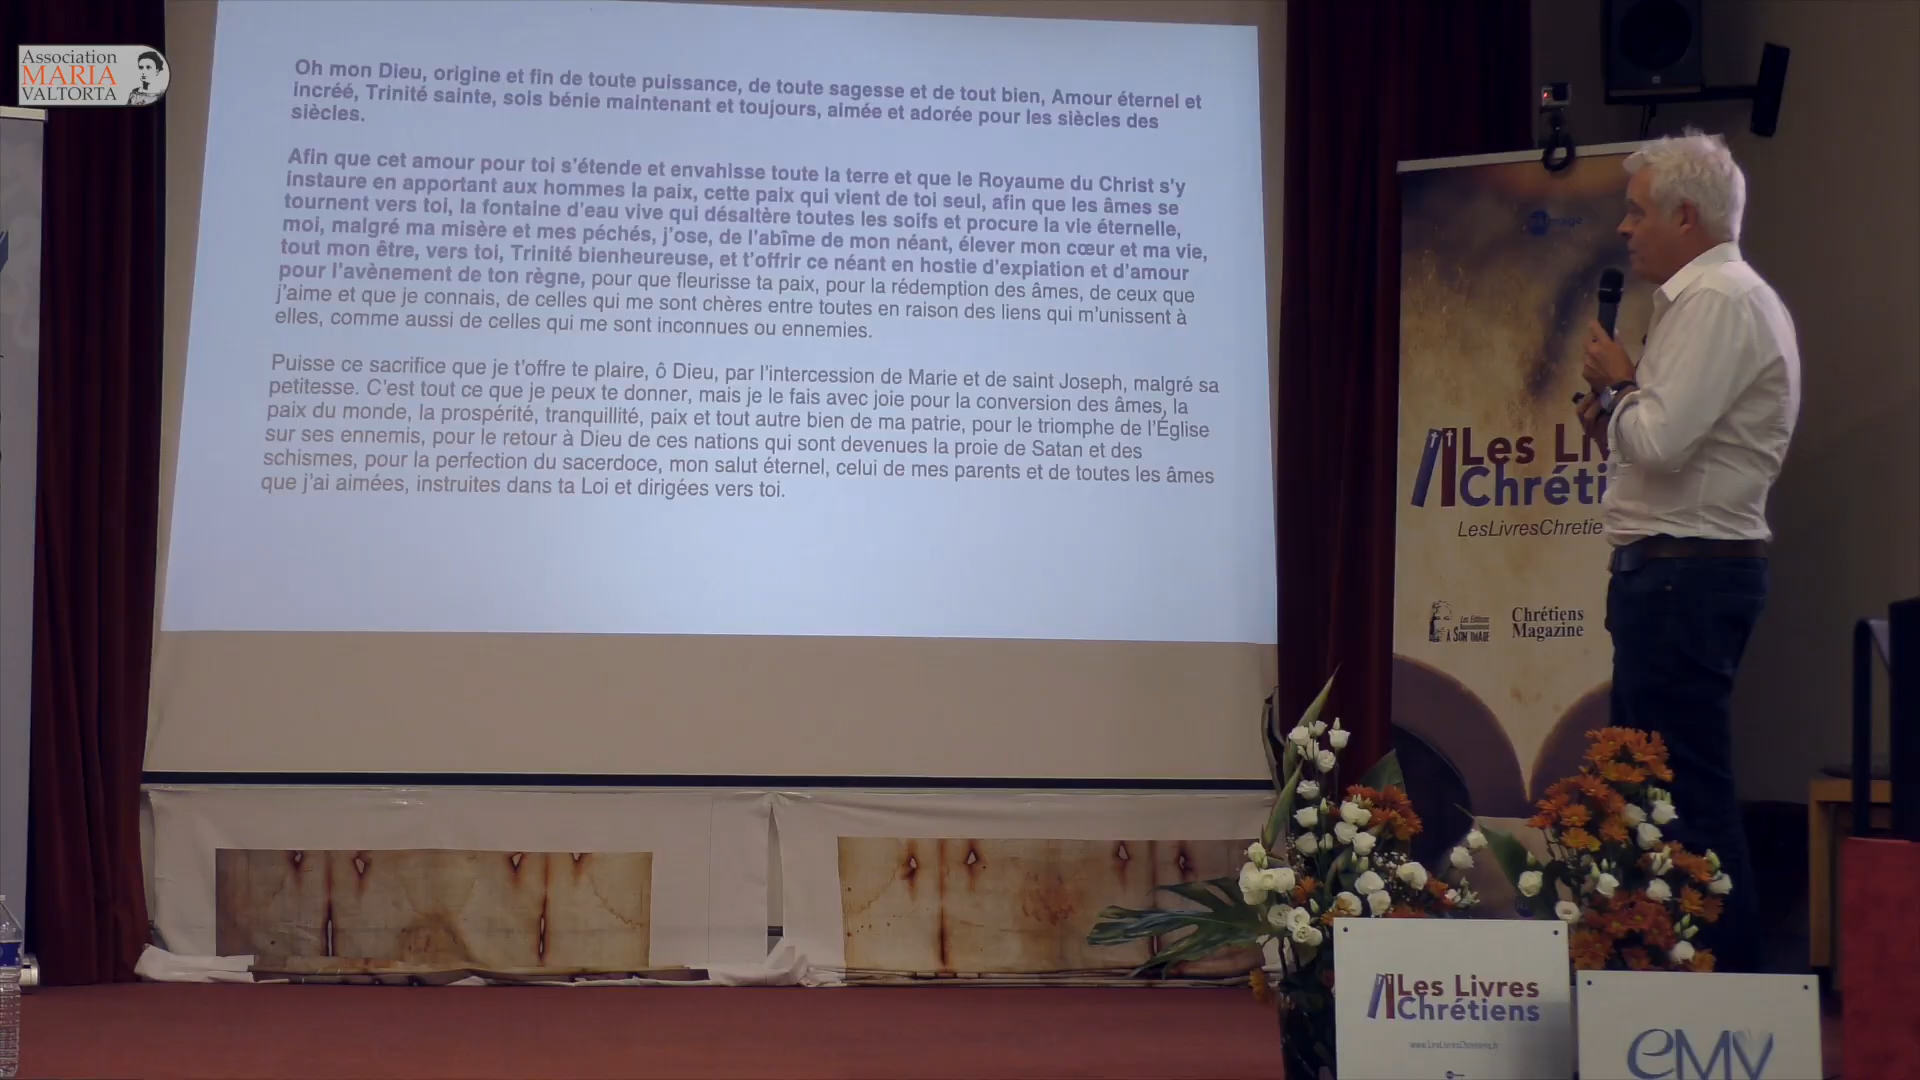 Association
MARIA
VALTORTA
Oh mon Dieu, origine et fin de toute puissance, de toute sagesse et de tout bien, Amour éternel et
incréé, Trinité sainte, sois bénie maintenant et toujours, aimée et adorée pour les siècles des
siècles.
Afin que cet amour pour toi s’étende et envahisse toute la terre et que le Royaume du Christ s’y
instaure en apportant aux hommes la paix, cette paix qui vient de toi seul, afin que les âmes se
tournent vers toi, la fontaine d’eau vive qui désaltère toutes les soifs et procure la vie éternelle,
moi, malgré ma misère et mes péchés, j’ose, de l’abîme de mon néant, élever mon cœur et ma vie,
tout mon être, vers toi, Trinité bienheureuse, et t’offrir ce néant en hostie d’expiation et d’amour
pour l’avènement de ton règne, pour que fleurisse ta paix, pour la rédemption des âmes, de ceux que
j’aime et que je connais, de celles qui me sont chères entre toutes en raison des liens qui m’unissent à
elles, comme aussi de celles qui me sont inconnues ou ennemies.
Puisse ce sacrifice que je t’offre te plaire, ô Dieu, par l’intercession de Marie et de saint Joseph, malgré sa
petitesse. C’est tout ce que je peux te donner, mais je le fais avec joie pour la conversion des âmes, la
paix du monde, la prospérité, tranquillité, paix et tout autre bien de ma patrie, pour le triomphe de l’Église
sur ses ennemis, pour le retour à Dieu de ces nations qui sont devenues la proie de Satan et des
schismes, pour la perfection du sacerdoce, mon salut éternel, celui de mes parents et de toutes les âmes
que j’ai aimées, instruites dans ta Loi et dirigées vers toi.
Les Liv
Chréti
LesLivresChretie
A SON IMAGE
Chrétiens
Magazine
Les Livres
Chrétiens
eMV